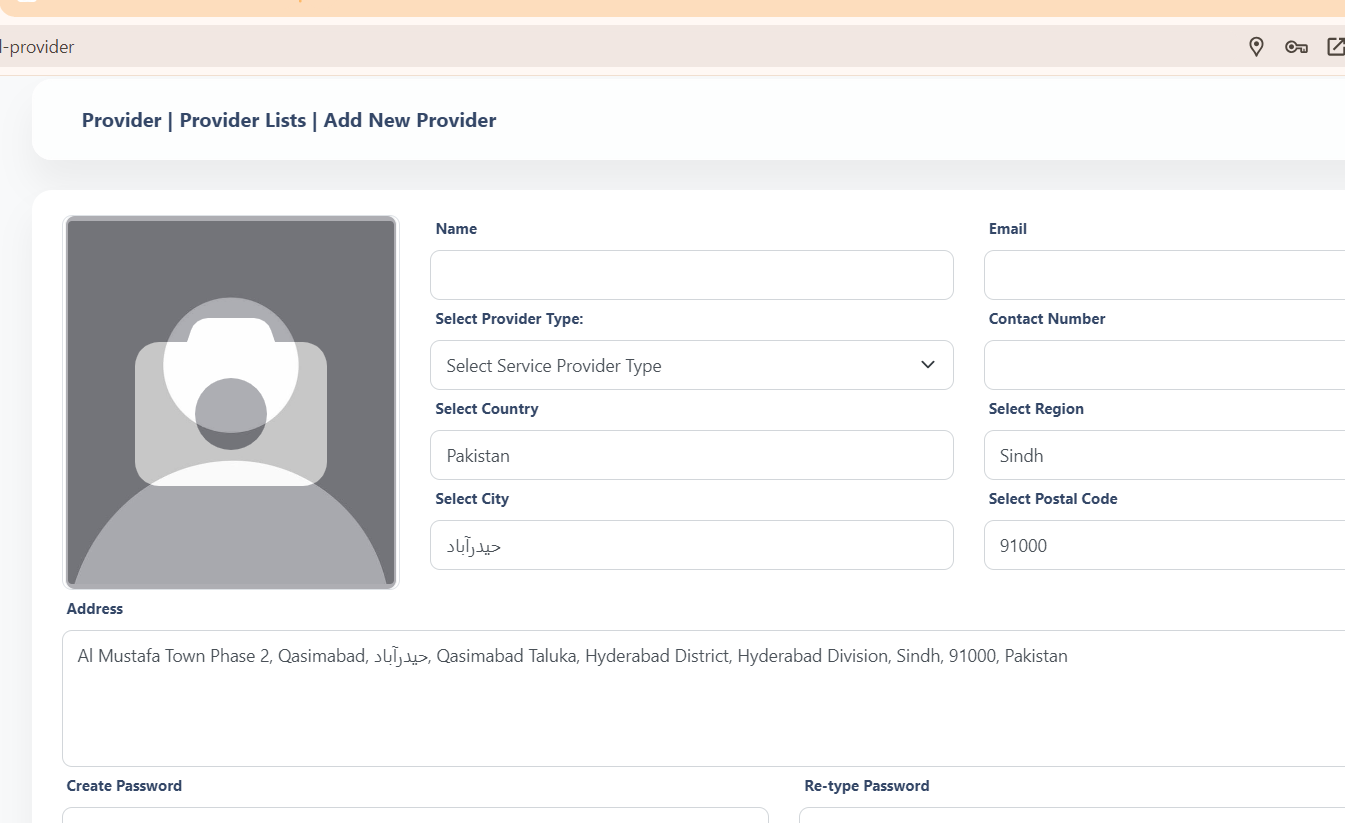 l-provider
Provider | Provider Lists | Add New Provider
Name
Email
Select Provider Type:
Contact Number
Select Service Provider Type
Select Country
Select Region
Pakistan
Sindh
Select City
Select Postal Code
حيدرآباد
91000
Address
Al Mustafa Town Phase 2, Qasimabad, حيدرآباد, Qasimabad Taluka, Hyderabad District, Hyderabad Division, Sindh, 91000, Pakistan
Create Password
Re-type Password